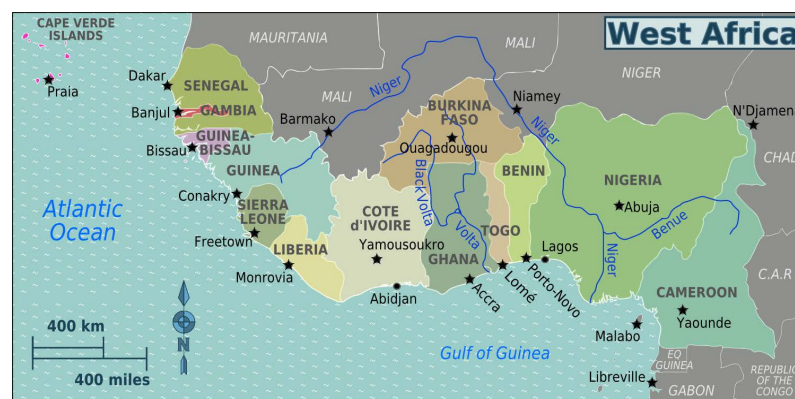 CAPE VERDE
ISLANDS
MAURITANIA
MALI
West Africa
Praia
Dakar
SENEGAL
Niger
NIGER
Banjul
GAMBIA
MALI
BURKINA
FASO
Niamey
N'Djamen
Bamako
Niger
Bissau
GUINEA-
BISSAU
Ouagadougou
CHAD
GUINEA
Black Volta
BENIN
NIGERIA
Conakry
SIERRA
LEONE
COTE
d'IVOIRE
Abuja
Benue
Atlantic
Ocean
Freetown
LIBERIA
Yamousoukro
Volta
TOGO
GHANA
Lagos
Niger
Monrovia
Abidjan
Accra
Lomé
Porto-Novo
C.A.R
CAMEROON
Yaounde
400 km
N
400 miles
Gulf of Guinea
Malabo
EQ
GUINEA
Libreville
GABON
REPUBLIC
OF THE
CONGO